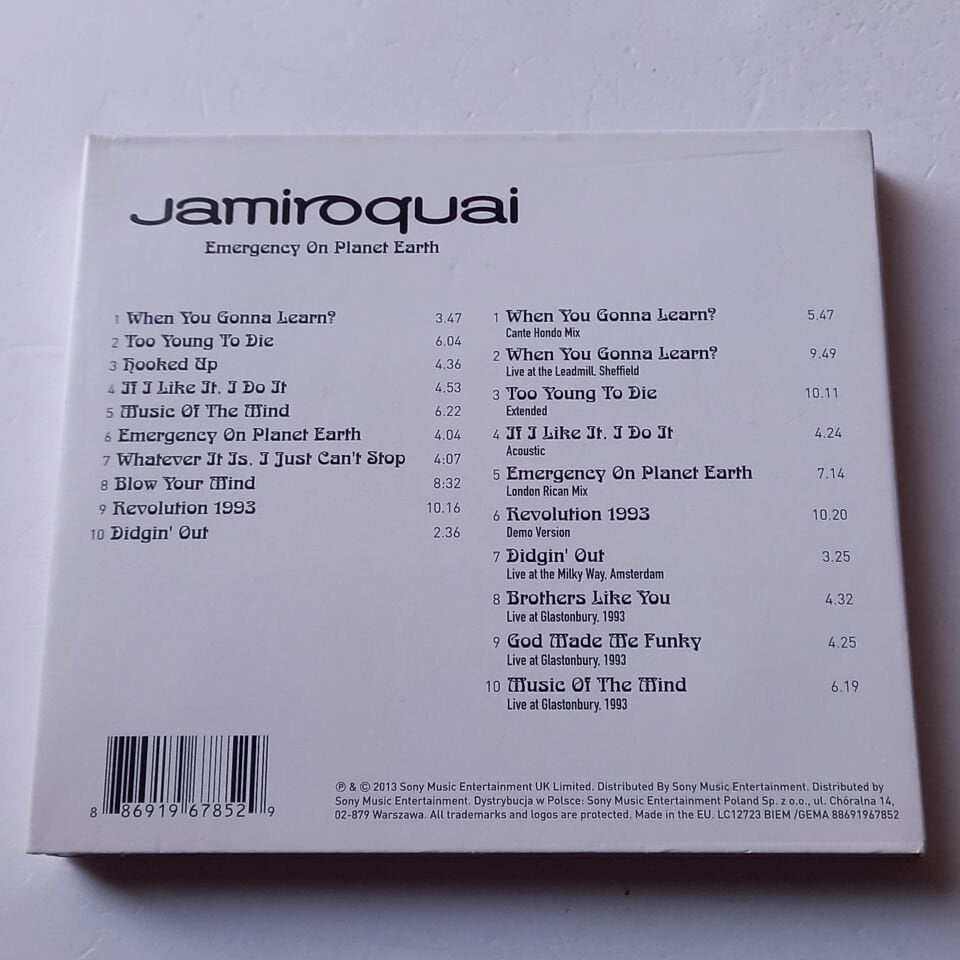 Jamiroquai
Emergency On Planet Earth
1 When You Gonna Learn? 3.47
2 Too Young To Die 6.04
3 Hooked Up 4.36
4 If I Like It, I Do It 4.53
5 Music Of The Mind 6.22
6 Emergency On Planet Earth 4.04
7 Whatever It Is, I Just Can't Stop 4:07
8 Blow Your Mind 8:32
9 Revolution 1993 10.16
10 Didgin' Out 2.36
1 When You Gonna Learn? 5.47
Cante Hondo Mix
2 When You Gonna Learn? 9.49
Live at the Leadmill, Sheffield
3 Too Young To Die 10.11
Extended
4 If I Like It, I Do It 4.24
Acoustic
5 Emergency On Planet Earth 7.14
London Rican Mix
6 Revolution 1993 10.20
Demo Version
7 Didgin' Out 3.25
Live at the Milky Way, Amsterdam
8 Brothers Like You 4.32
Live at Glastonbury, 1993
9 God Made Me Funky 4.25
Live at Glastonbury, 1993
10 Music Of The Mind 6.19
Live at Glastonbury, 1993
8 86919 67852 9
℗ & © 2013 Sony Music Entertainment UK Limited. Distributed By Sony Music Entertainment. Distributed by
Sony Music Entertainment. Dystrybucja w Polsce: Sony Music Entertainment Poland Sp. z o.o., ul. Chóralna 14,
02-879 Warszawa. All trademarks and logos are protected. Made in the EU. LC12723 BIEM /GEMA 88691967852